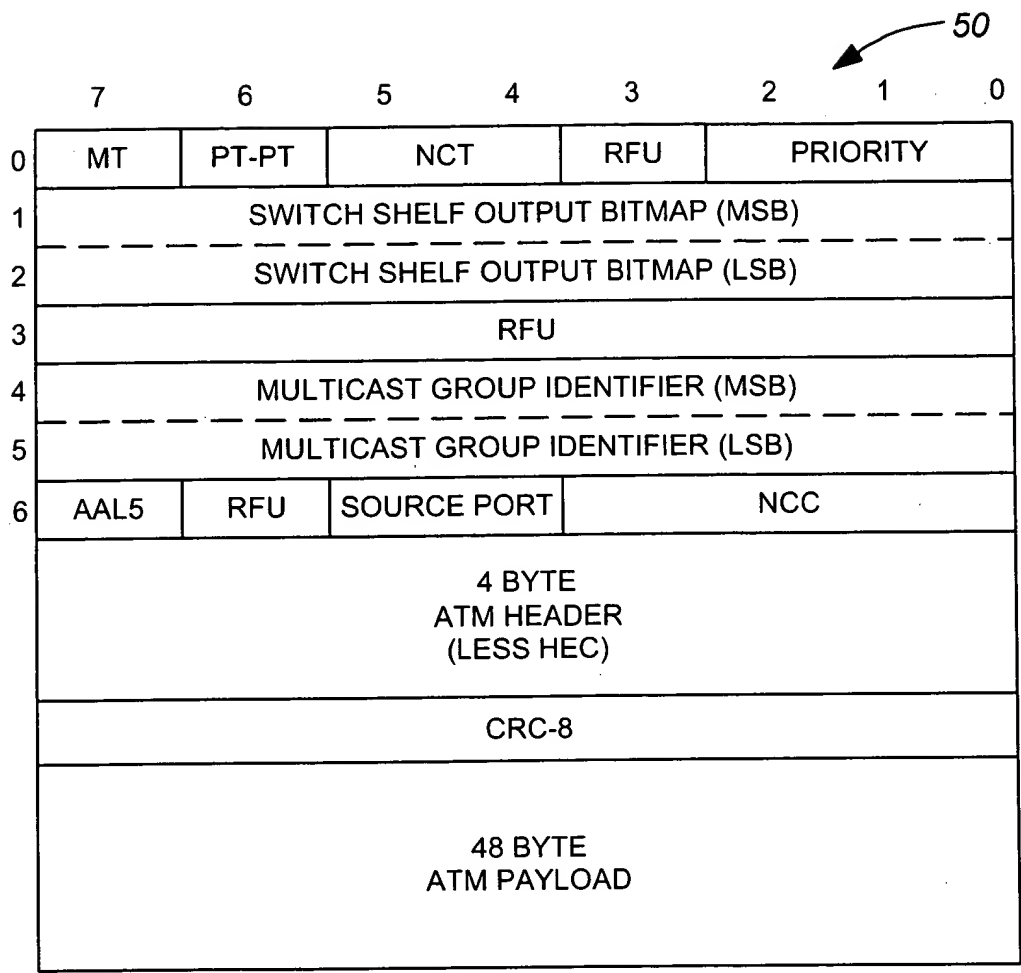 50
7 6 5 4 3 2 1 0
0 MT PT-PT NCT RFU PRIORITY
1 SWITCH SHELF OUTPUT BITMAP (MSB)
2 SWITCH SHELF OUTPUT BITMAP (LSB)
3 RFU
4 MULTICAST GROUP IDENTIFIER (MSB)
5 MULTICAST GROUP IDENTIFIER (LSB)
6 AAL5 RFU SOURCE PORT NCC
4 BYTE
ATM HEADER
(LESS HEC)
CRC-8
48 BYTE
ATM PAYLOAD